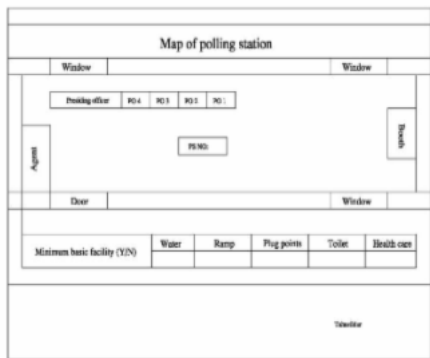 Map of polling station
Window Window
Presiding officer PO 4 PO 3 PO 2 PO 1
Booth
PS NO:
Agent
Door Window
Minimum basic facility (Y/N) Water Ramp Plug points Toilet Health care
Tahsildar